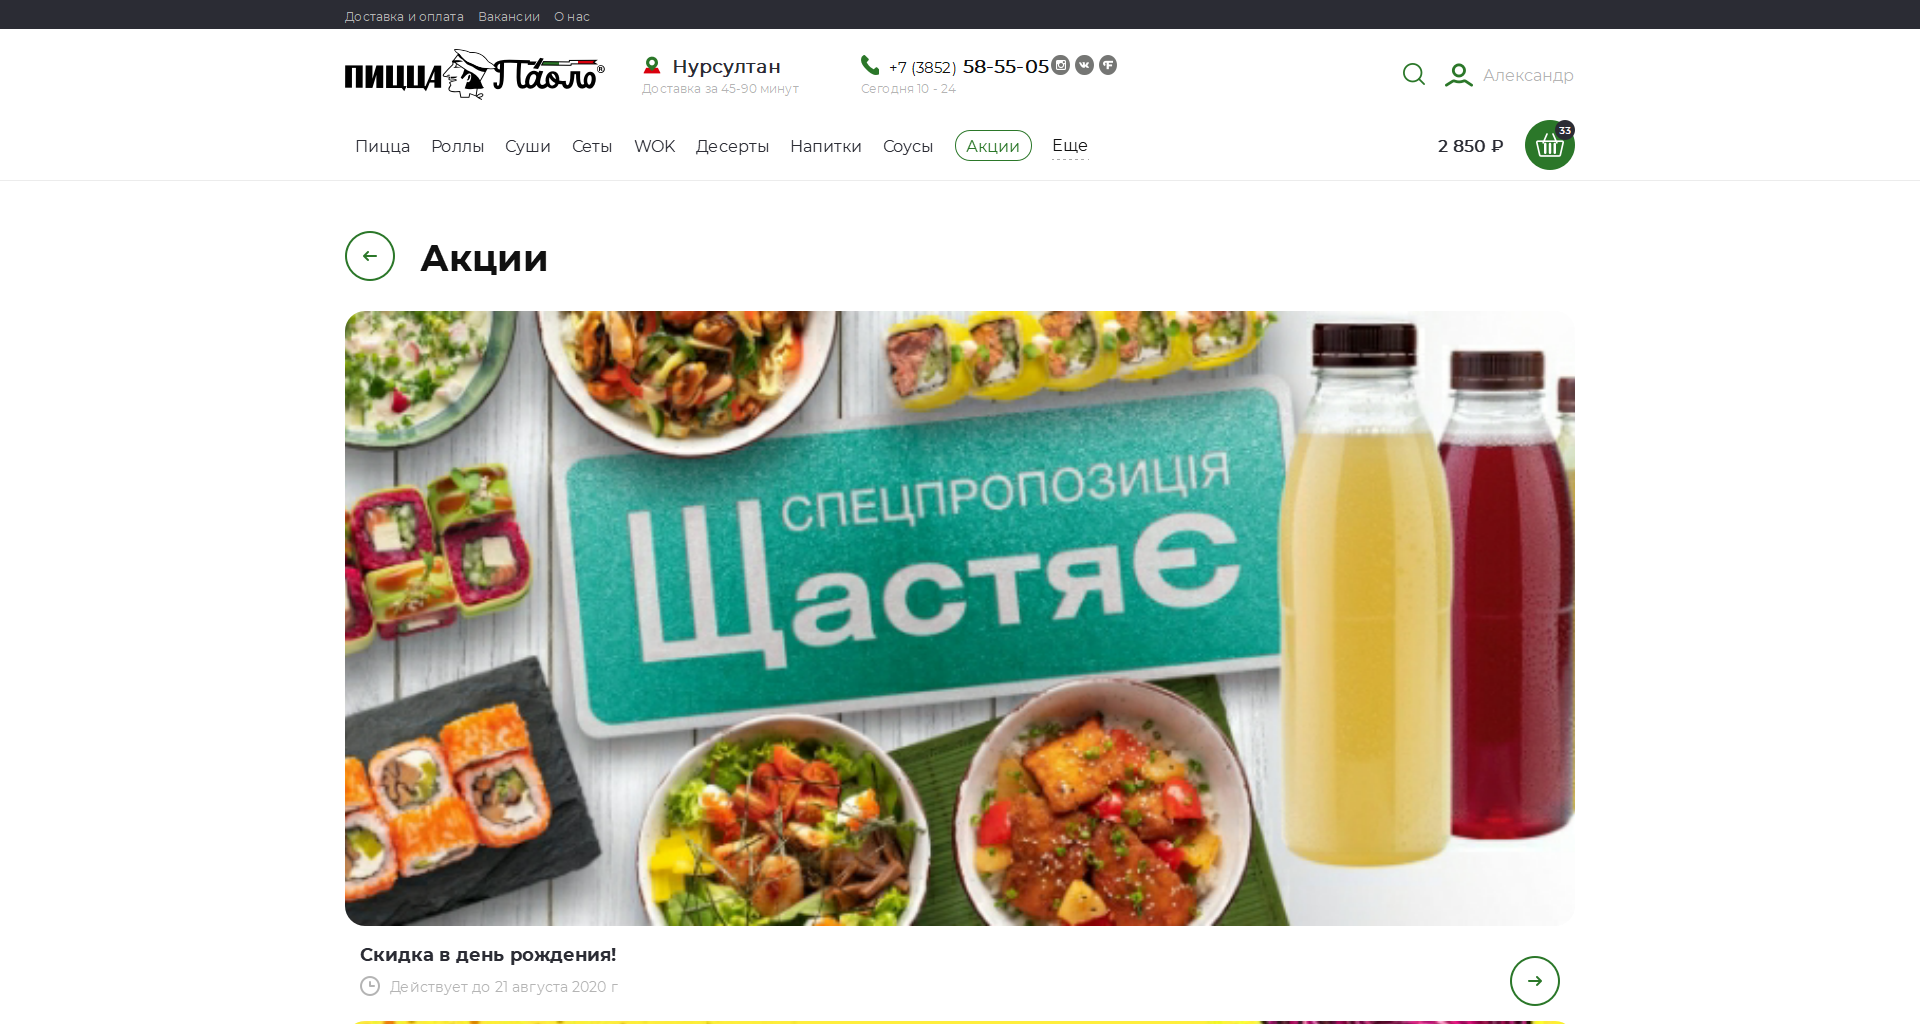 Доставка и оплата Вакансии О нас
ПИЦЦА Па́оло ®
Нурсултан
Доставка за 45-90 минут
+7 (3852) 58-55-05
Сегодня 10 - 24
Александр
Пицца Роллы Суши Сеты WOK Десерты Напитки Соусы Акции Еще
2 850 ₽
33
Акции
СПЕЦПРОПОЗИЦІЯ
ЩастяЄ
Скидка в день рождения!
Действует до 21 августа 2020 г